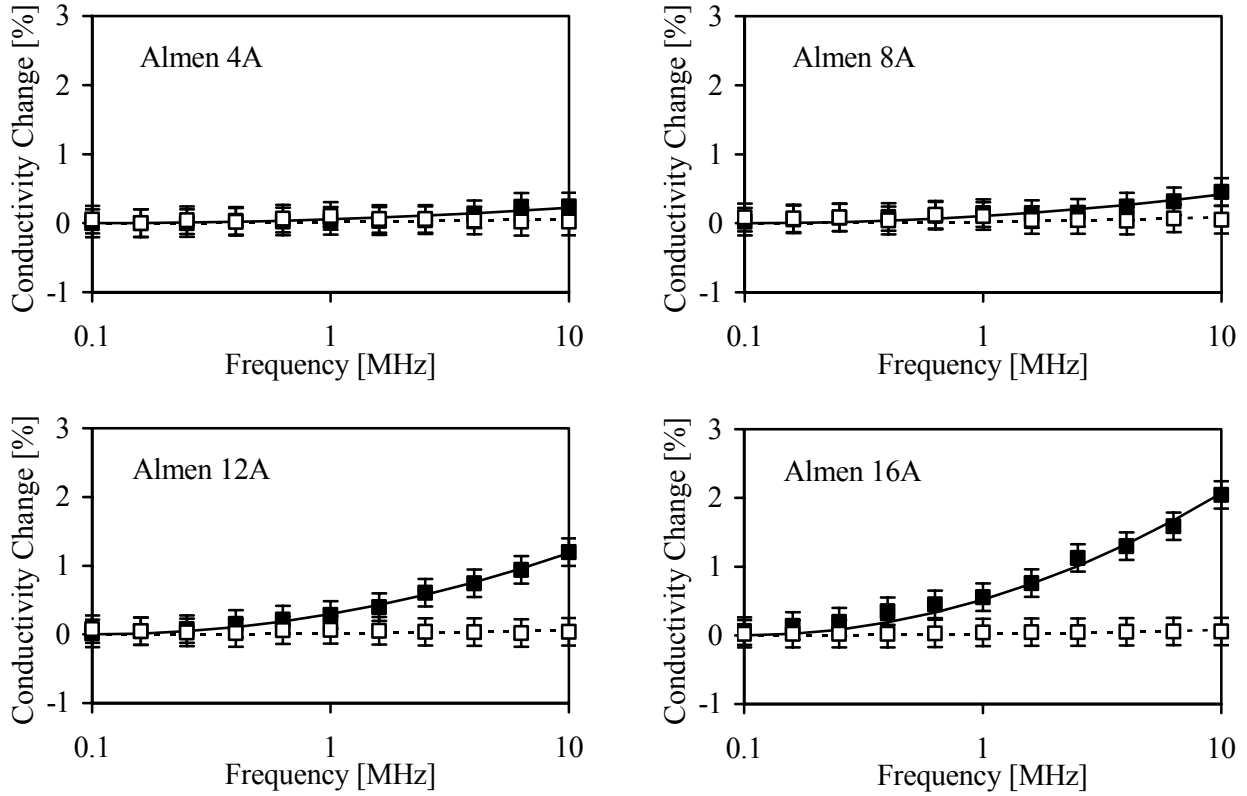 Conductivity Change [%]
3
2
1
0
-1
Almen 4A
0.1 1 10
Frequency [MHz]
Conductivity Change [%]
3
2
1
0
-1
Almen 8A
0.1 1 10
Frequency [MHz]
Conductivity Change [%]
3
2
1
0
-1
Almen 12A
0.1 1 10
Frequency [MHz]
Conductivity Change [%]
3
2
1
0
-1
Almen 16A
0.1 1 10
Frequency [MHz]